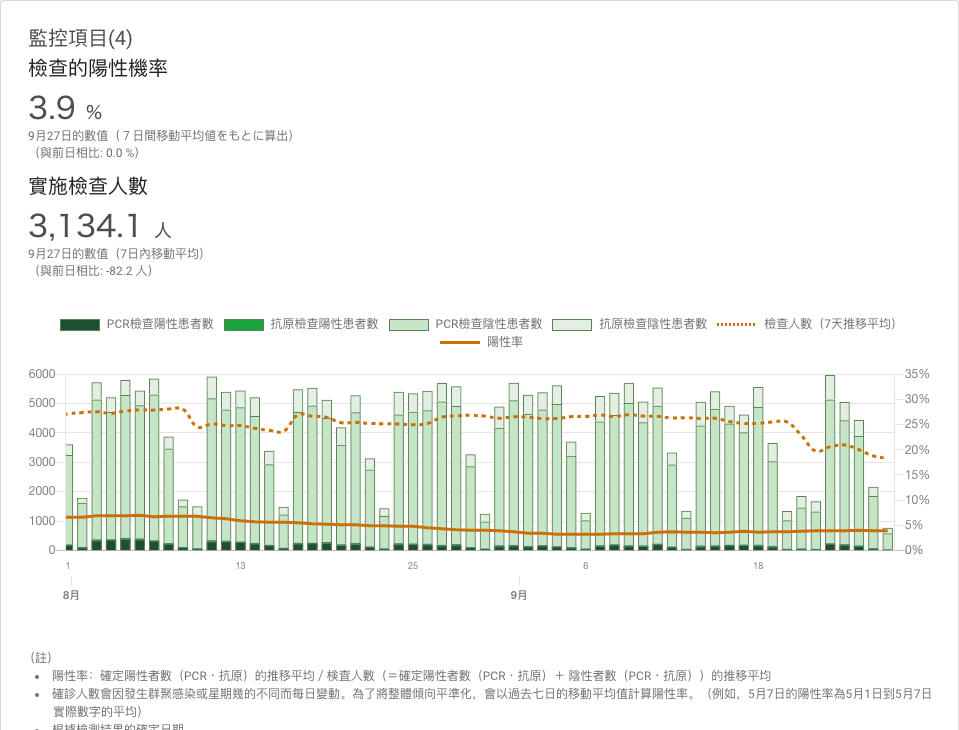 監控項目(4)
檢查的陽性機率
3.9 %
9月27日的數值（７日間移動平均値をもとに算出）
（與前日相比: 0.0 %）
實施檢查人數
3,134.1 人
9月27日的數值（7日內移動平均）
（與前日相比: -82.2 人）
PCR檢查陽性患者數 抗原檢查陽性患者數 PCR檢查陰性患者數 抗原檢查陰性患者數 檢查人數（7天推移平均）
陽性率
6000 35%
5000 30%
4000 25%
3000 20%
2000 15%
1000 10%
0 5%
0%
1 13 25 6 18
8月 9月
（註）
陽性率：確定陽性者數（PCR・抗原）的推移平均 / 検査人數（＝確定陽性者數（PCR・抗原）＋ 陰性者數（PCR・抗原））的推移平均
確診人數會因發生群聚感染或星期幾的不同而每日變動。為了將整體傾向平準化，會以過去七日的移動平均值計算陽性率。（例如，5月7日的陽性率為5月1日到5月7日
實際數字的平均）
根據檢測結果的確定日期